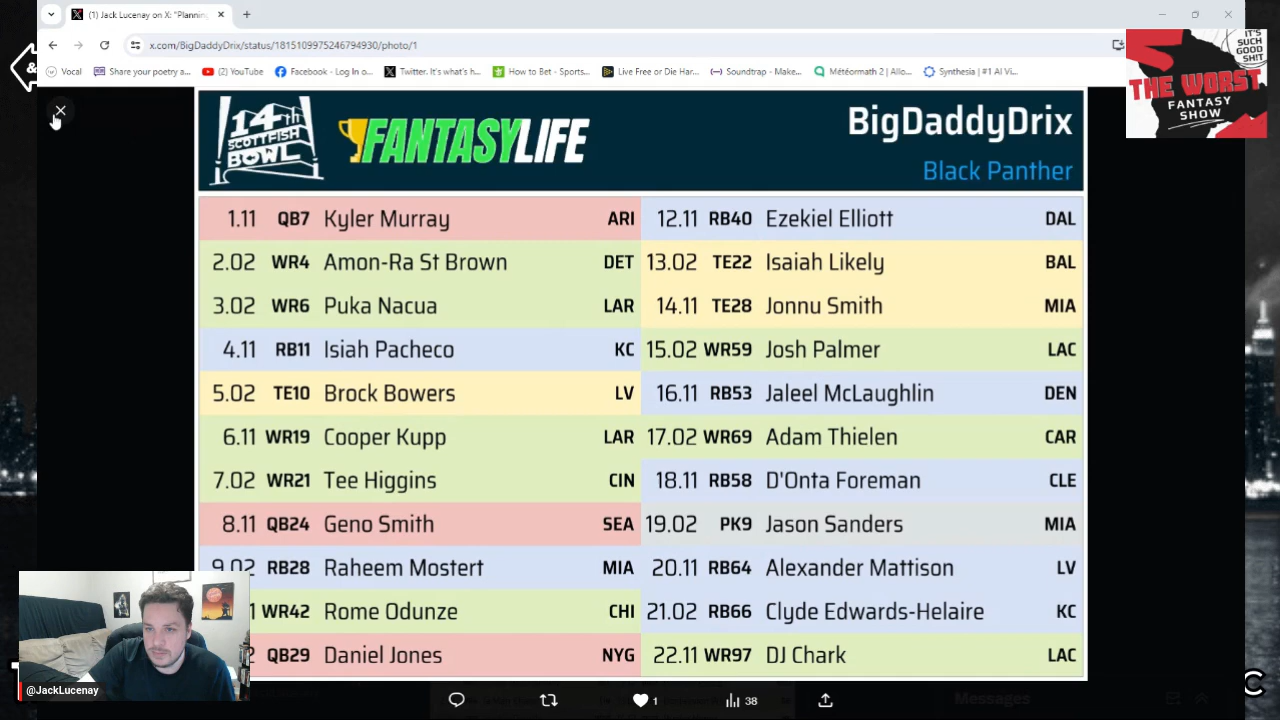 (1) Jack Lucenay on X: "Planning
x.com/BigDaddyDrix/status/1815109975246794930/photo/1
Vocal Share your poetry a... (2) YouTube Facebook - Log In o... Twitter. It's what's h... How to Bet - Sports... Live Free or Die Har... Soundtrap - Make... Météormath 2 | Allo... Synthesia | #1 AI Vi...
IT'S SUCH GOOD SH!T!
THE WORST
FANTASY
SHOW
14th
SCOTTFISH
BOWL
FANTASYLIFE
BigDaddyDrix
Black Panther
1.11 QB7 Kyler Murray ARI
2.02 WR4 Amon-Ra St Brown DET
3.02 WR6 Puka Nacua LAR
4.11 RB11 Isiah Pacheco KC
5.02 TE10 Brock Bowers LV
6.11 WR19 Cooper Kupp LAR
7.02 WR21 Tee Higgins CIN
8.11 QB24 Geno Smith SEA
9.02 RB28 Raheem Mostert MIA
1 WR42 Rome Odunze CHI
2 QB29 Daniel Jones NYG
12.11 RB40 Ezekiel Elliott DAL
13.02 TE22 Isaiah Likely BAL
14.11 TE28 Jonnu Smith MIA
15.02 WR59 Josh Palmer LAC
16.11 RB53 Jaleel McLaughlin DEN
17.02 WR69 Adam Thielen CAR
18.11 RB58 D'Onta Foreman CLE
19.02 PK9 Jason Sanders MIA
20.11 RB64 Alexander Mattison LV
21.02 RB66 Clyde Edwards-Helaire KC
22.11 WR97 DJ Chark LAC
@JackLucenay
1 38
Messages